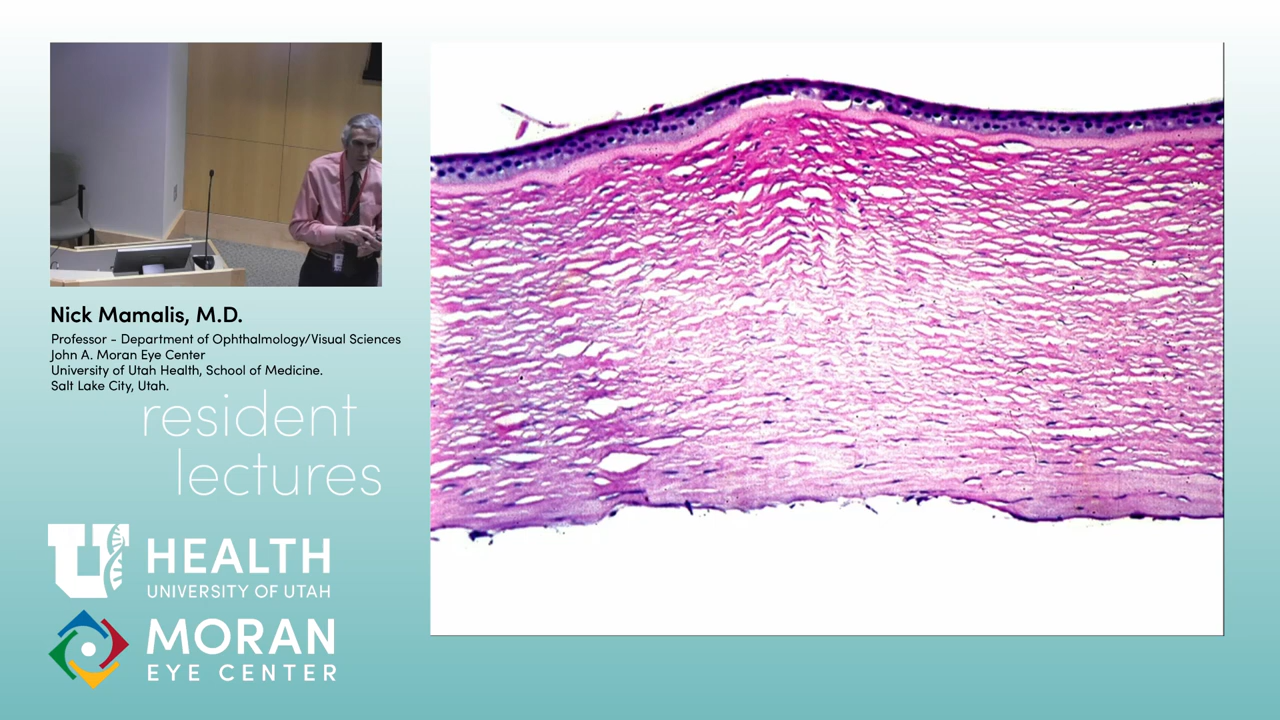 Nick Mamalis, M.D.
Professor - Department of Ophthalmology/Visual Sciences
John A. Moran Eye Center
University of Utah Health, School of Medicine.
Salt Lake City, Utah.
resident
lectures
U HEALTH
UNIVERSITY OF UTAH
MORAN
EYE CENTER